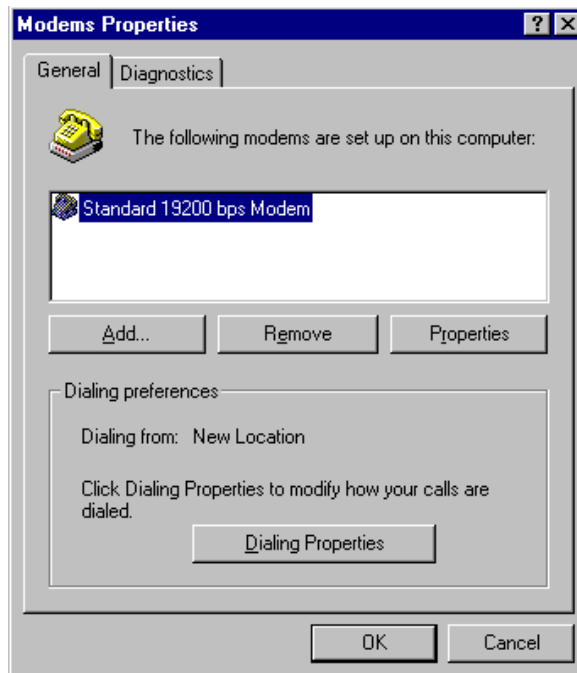 Modems Properties
General
Diagnostics
The following modems are set up on this computer:
Standard 19200 bps Modem
Add...
Remove
Properties
Dialing preferences
Dialing from: New Location
Click Dialing Properties to modify how your calls are
dialed.
Dialing Properties
OK
Cancel